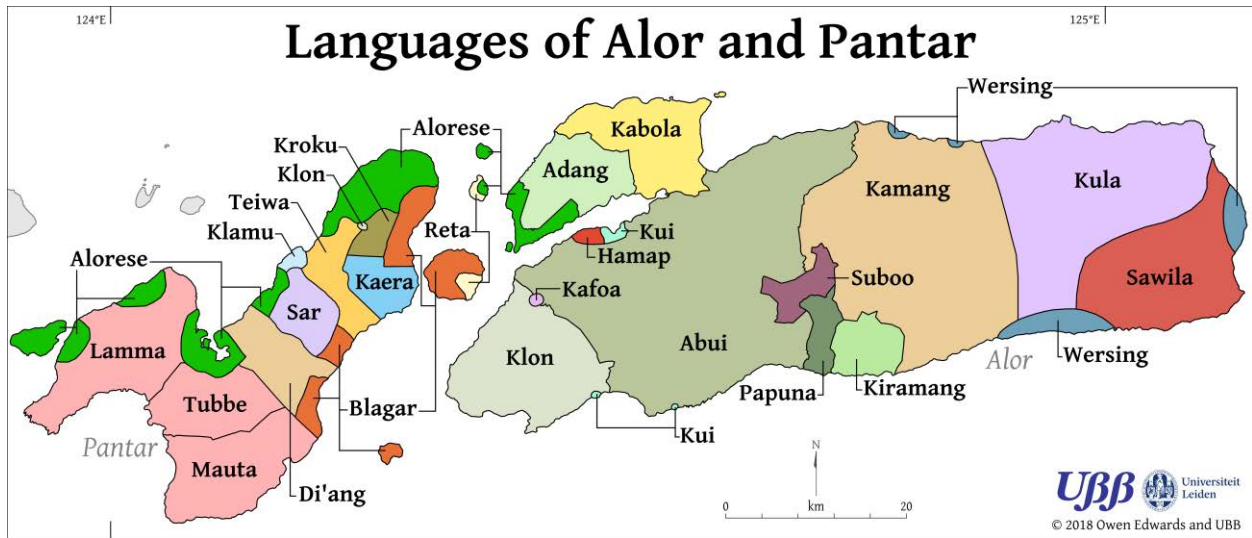 124°E
125°E
Languages of Alor and Pantar
Wersing
Kabola
Alorese
Kroku
Klon
Adang
Kamang
Kula
Teiwa
Klamu
Reta
Kui
Hamap
Alorese
Kaera
Suboo
Sawila
Kafoa
Sar
Lamma
Klon
Abui
Alor
Wersing
Papuna
Kiramang
Tubbe
Blagar
Kui
Pantar
Mauta
Di'ang
N
0
20
km
UBB
Universiteit
Leiden
© 2018 Owen Edwards and UBB